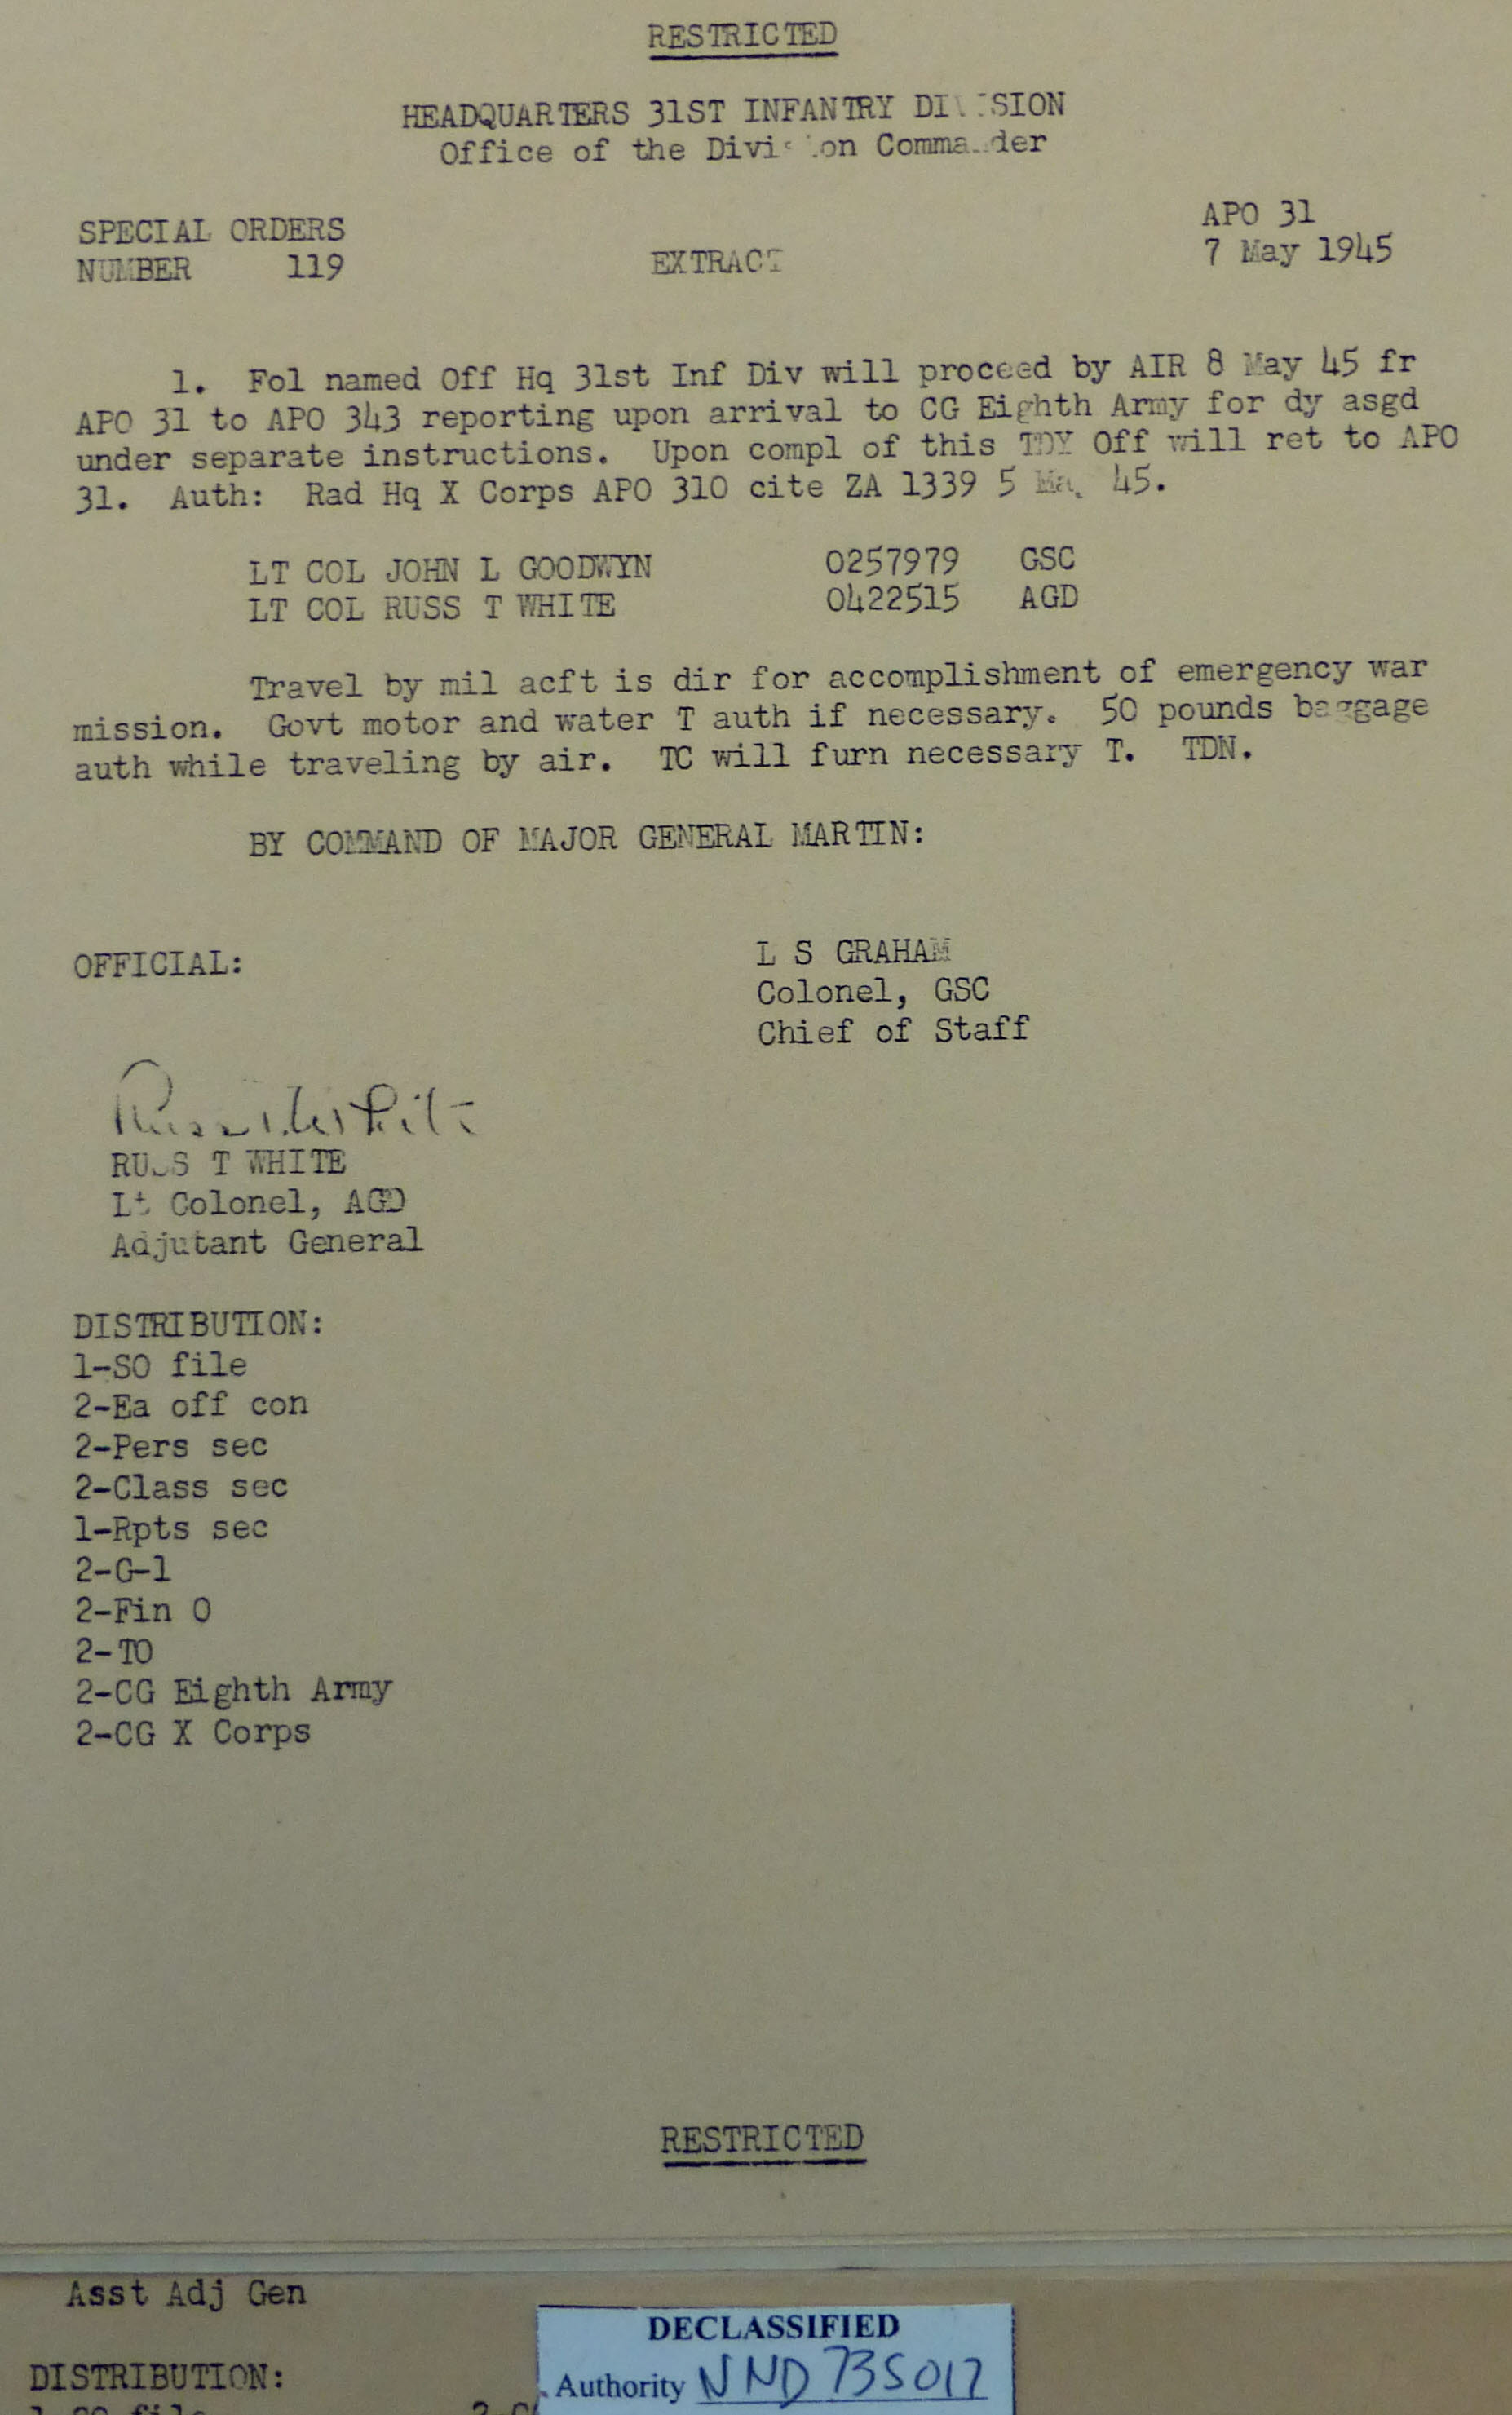 RESTRICTED
HEADQUARTERS 31ST INFANTRY DIVISION
Office of the Division Commander
SPECIAL ORDERS
NUMBER 119
EXTRACT
APO 31
7 May 1945
1. Fol named Off Hq 31st Inf Div will proceed by AIR 8 May 45 fr
APO 31 to APO 343 reporting upon arrival to CG Eighth Army for dy asgd
under separate instructions. Upon compl of this TDY Off will ret to APO
31. Auth: Rad Hq X Corps APO 310 cite ZA 1339 5 May 45.
LT COL JOHN L GOODWYN 0257979 GSC
LT COL RUSS T WHITE 0422515 AGD
Travel by mil acft is dir for accomplishment of emergency war
mission. Govt motor and water T auth if necessary. 50 pounds baggage
auth while traveling by air. TC will furn necessary T. TDN.
BY COMMAND OF MAJOR GENERAL MARTIN:
OFFICIAL:
L S GRAHAM
Colonel, GSC
Chief of Staff
Russ T White
RUSS T WHITE
Lt Colonel, AGD
Adjutant General
DISTRIBUTION:
1-SO file
2-Ea off con
2-Pers sec
2-Class sec
1-Rpts sec
2-G-1
2-Fin O
2-TO
2-CG Eighth Army
2-CG X Corps
RESTRICTED
Asst Adj Gen
DISTRIBUTION:
DECLASSIFIED
Authority NND 735017